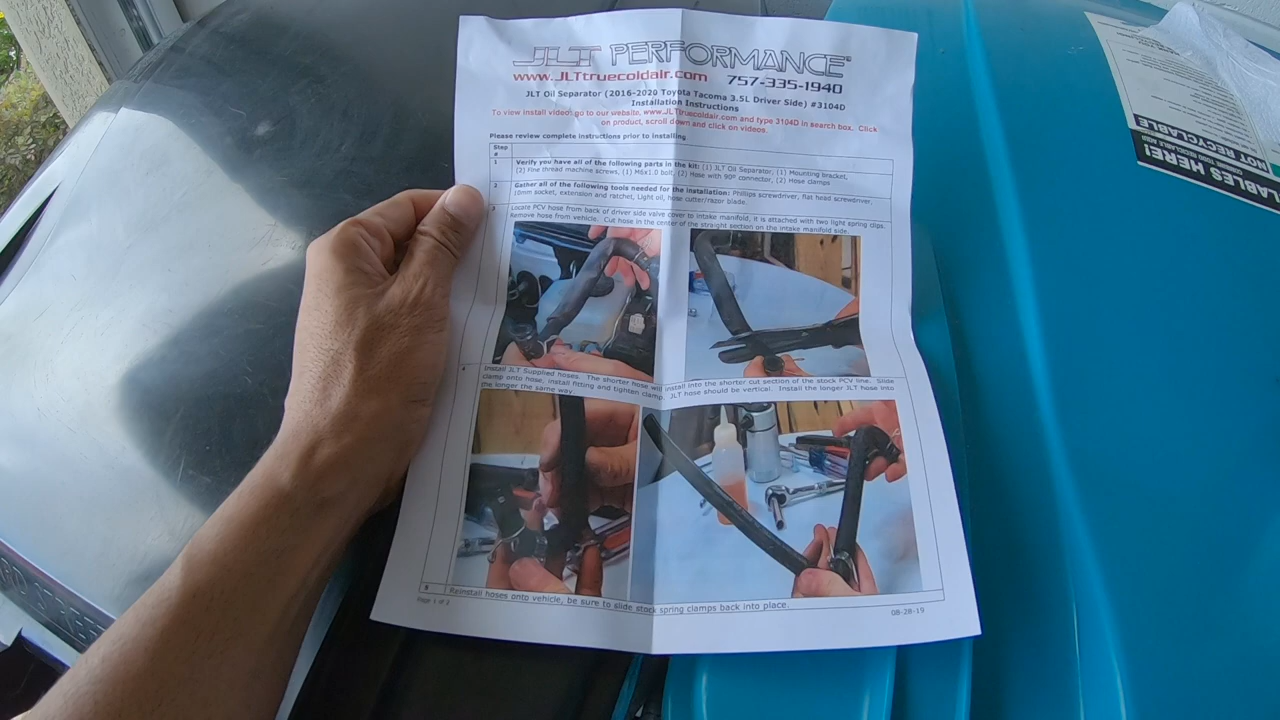 JLT PERFORMANCE®
www.JLTtruecoldair.com 757-335-1940
JLT Oil Separator (2016-2020 Toyota Tacoma 3.5L Driver Side) #3104D
Installation Instructions
To view install video: go to our website, www.JLTtruecoldair.com and type 3104D in search box. Click
on product, scroll down and click on videos.
Please review complete instructions prior to installing
Step
#
1 Verify you have all of the following parts in the kit: (1) JLT Oil Separator, (1) Mounting bracket,
(2) Fine thread machine screws, (1) M6x1.0 bolt, (2) Hose with 90° connector, (2) Hose clamps
2 Gather all of the following tools needed for the installation: Phillips screwdriver, flat head screwdriver,
10mm socket, extension and ratchet, Light oil, hose cutter/razor blade.
3 Locate PCV hose from back of driver side valve cover to intake manifold, it is attached with two light spring clips.
Remove hose from vehicle. Cut hose in the center of the straight section on the intake manifold side.
4 Install JLT Supplied hoses. The shorter hose will install into the shorter cut section of the stock PCV line. Slide
clamp onto hose, install fitting and tighten clamp. JLT hose should be vertical. Install the longer JLT hose into
the longer the same way.
5 Reinstall hoses onto vehicle, be sure to slide stock spring clamps back into place.
Page 1 of 2 08-28-19
LABLES HERE!
NOT RECYCLABLE